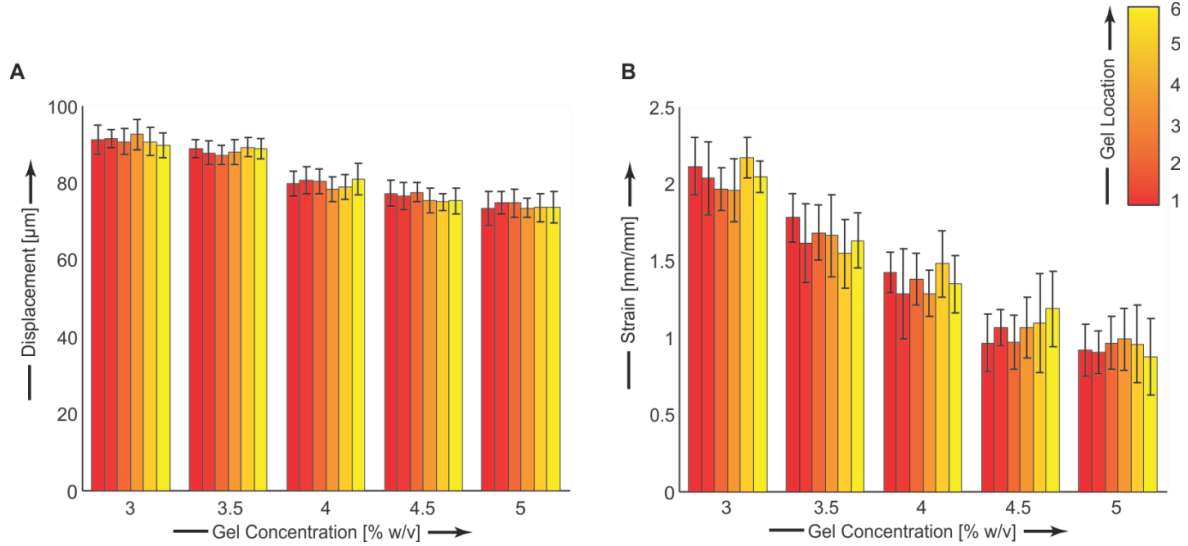 A
Displacement [µm]
100
80
60
40
20
0
3 3.5 4 4.5 5
Gel Concentration [% w/v]
B
Strain [mm/mm]
2.5
2
1.5
1
0.5
0
3 3.5 4 4.5 5
Gel Concentration [% w/v]
Gel Location
6
5
4
3
2
1